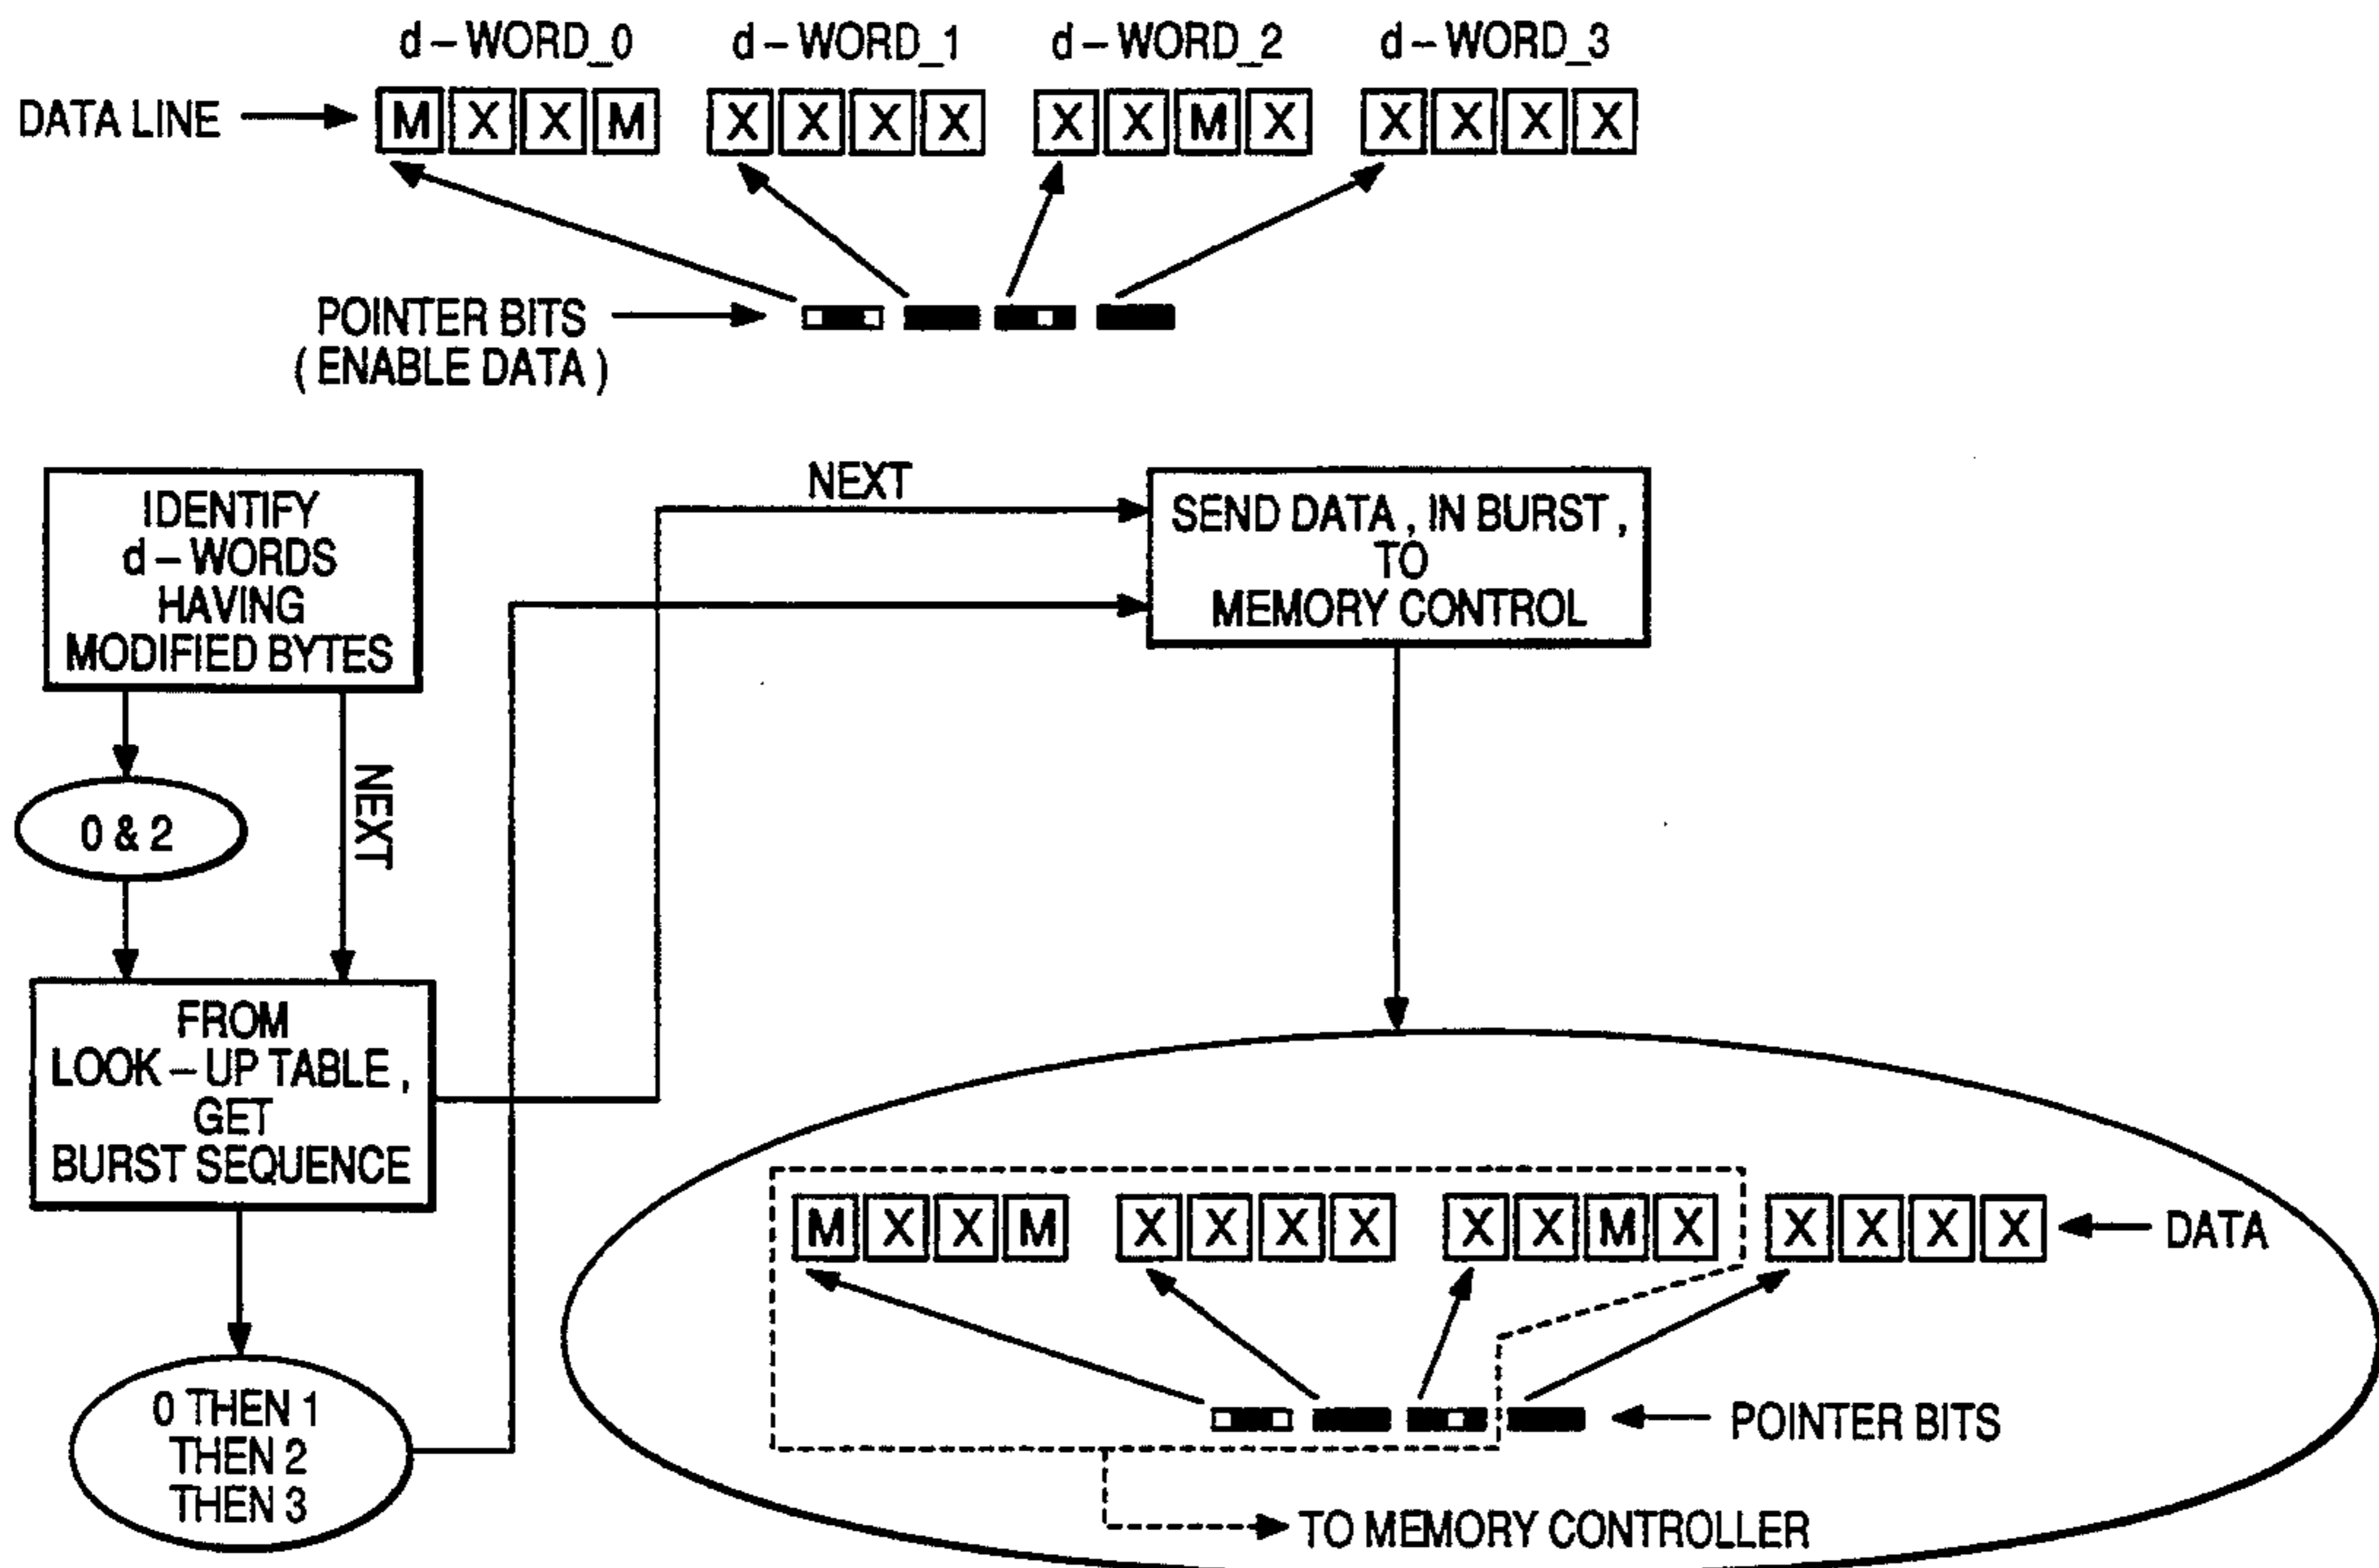 d – WORD_0 d – WORD_1 d – WORD_2 d – WORD_3
DATA LINE M X X M X X X X X X M X X X X X
POINTER BITS
( ENABLE DATA )
IDENTIFY
d – WORDS
HAVING
MODIFIED BYTES
NEXT
0 & 2
FROM
LOOK – UP TABLE ,
GET
BURST SEQUENCE
0 THEN 1
THEN 2
THEN 3
NEXT
SEND DATA , IN BURST ,
TO
MEMORY CONTROL
M X X M X X X X X X M X X X X X DATA
POINTER BITS
TO MEMORY CONTROLLER